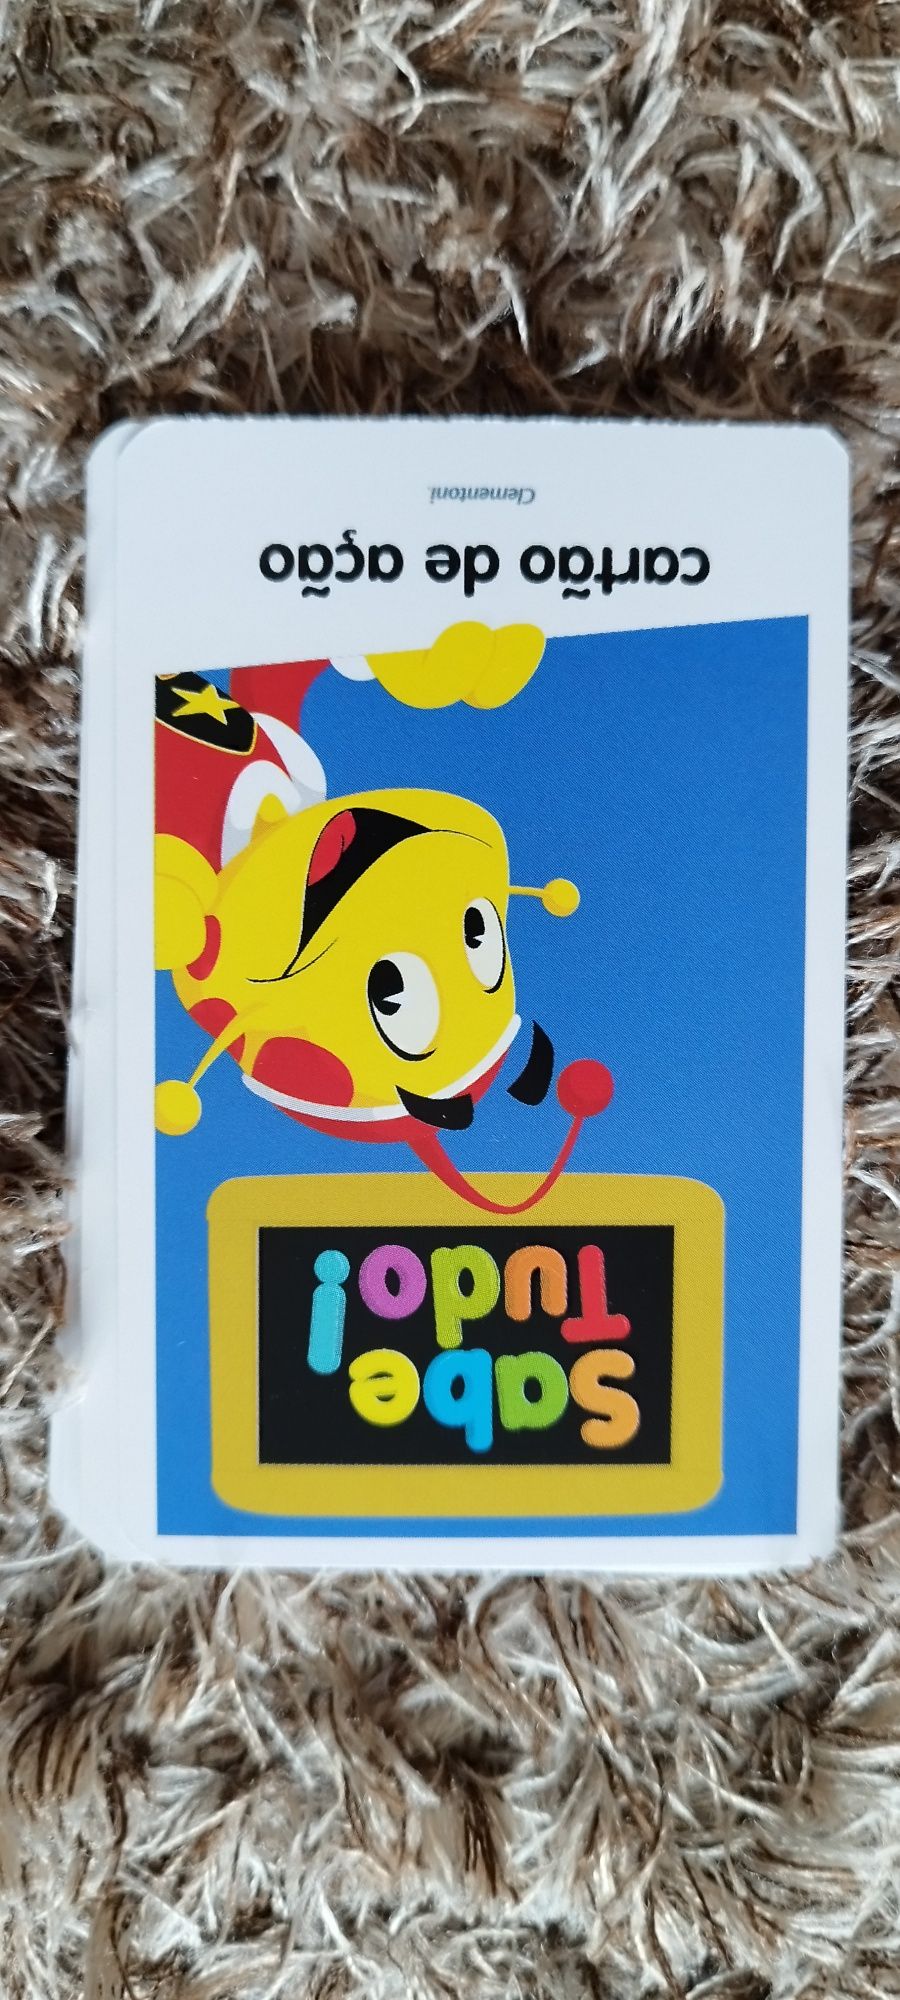 Sabe
Tudo!
cartão de ação
Clementoni.